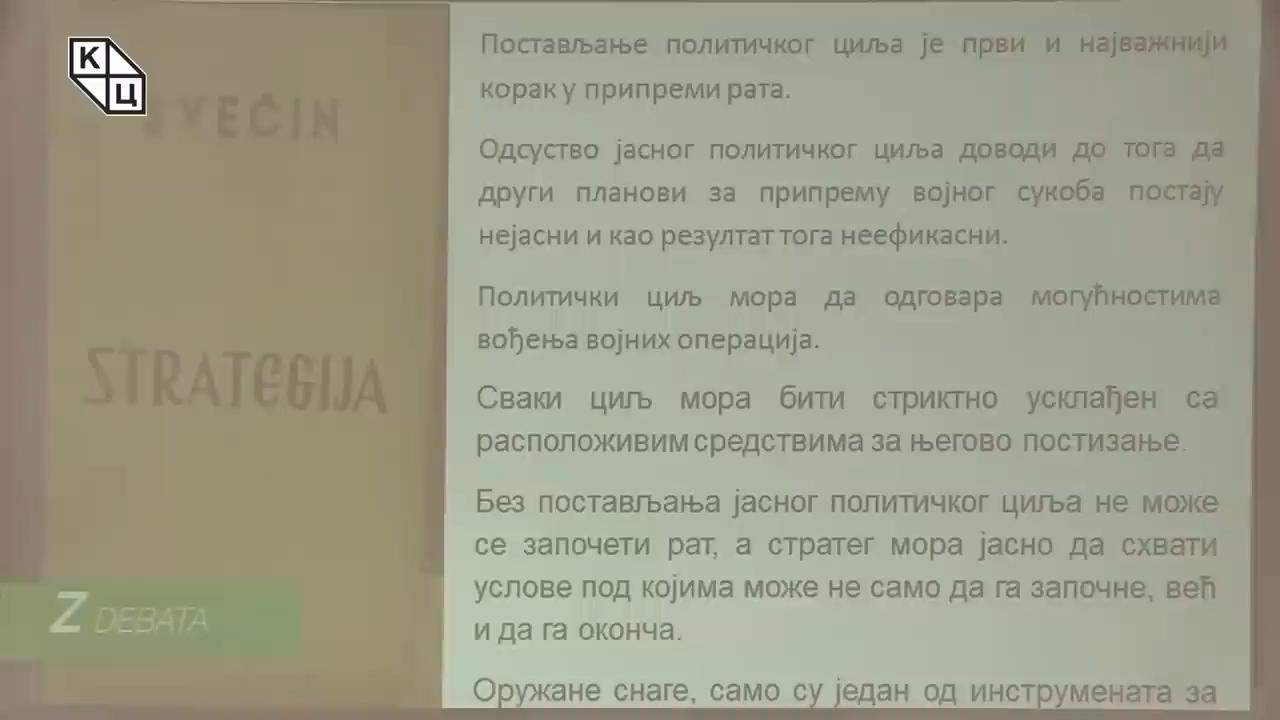 К
Ц
SVEČIN
STRATEGIJA
Z DEBATA
Постављање политичког циља је први и најважнији
корак у припреми рата.
Одсуство јасног политичког циља доводи до тога да
други планови за припрему војног сукоба постају
нејасни и као резултат тога неефикасни.
Политички циљ мора да одговара могућностима
вођења војних операција.
Сваки циљ мора бити стриктно усклађен са
расположивим средствима за његово постизање.
Без постављања јасног политичког циља не може
се започети рат, а стратег мора јасно да схвати
услове под којима може не само да га започне, већ
и да га оконча.
Оружане снаге, само су један од инструмената за